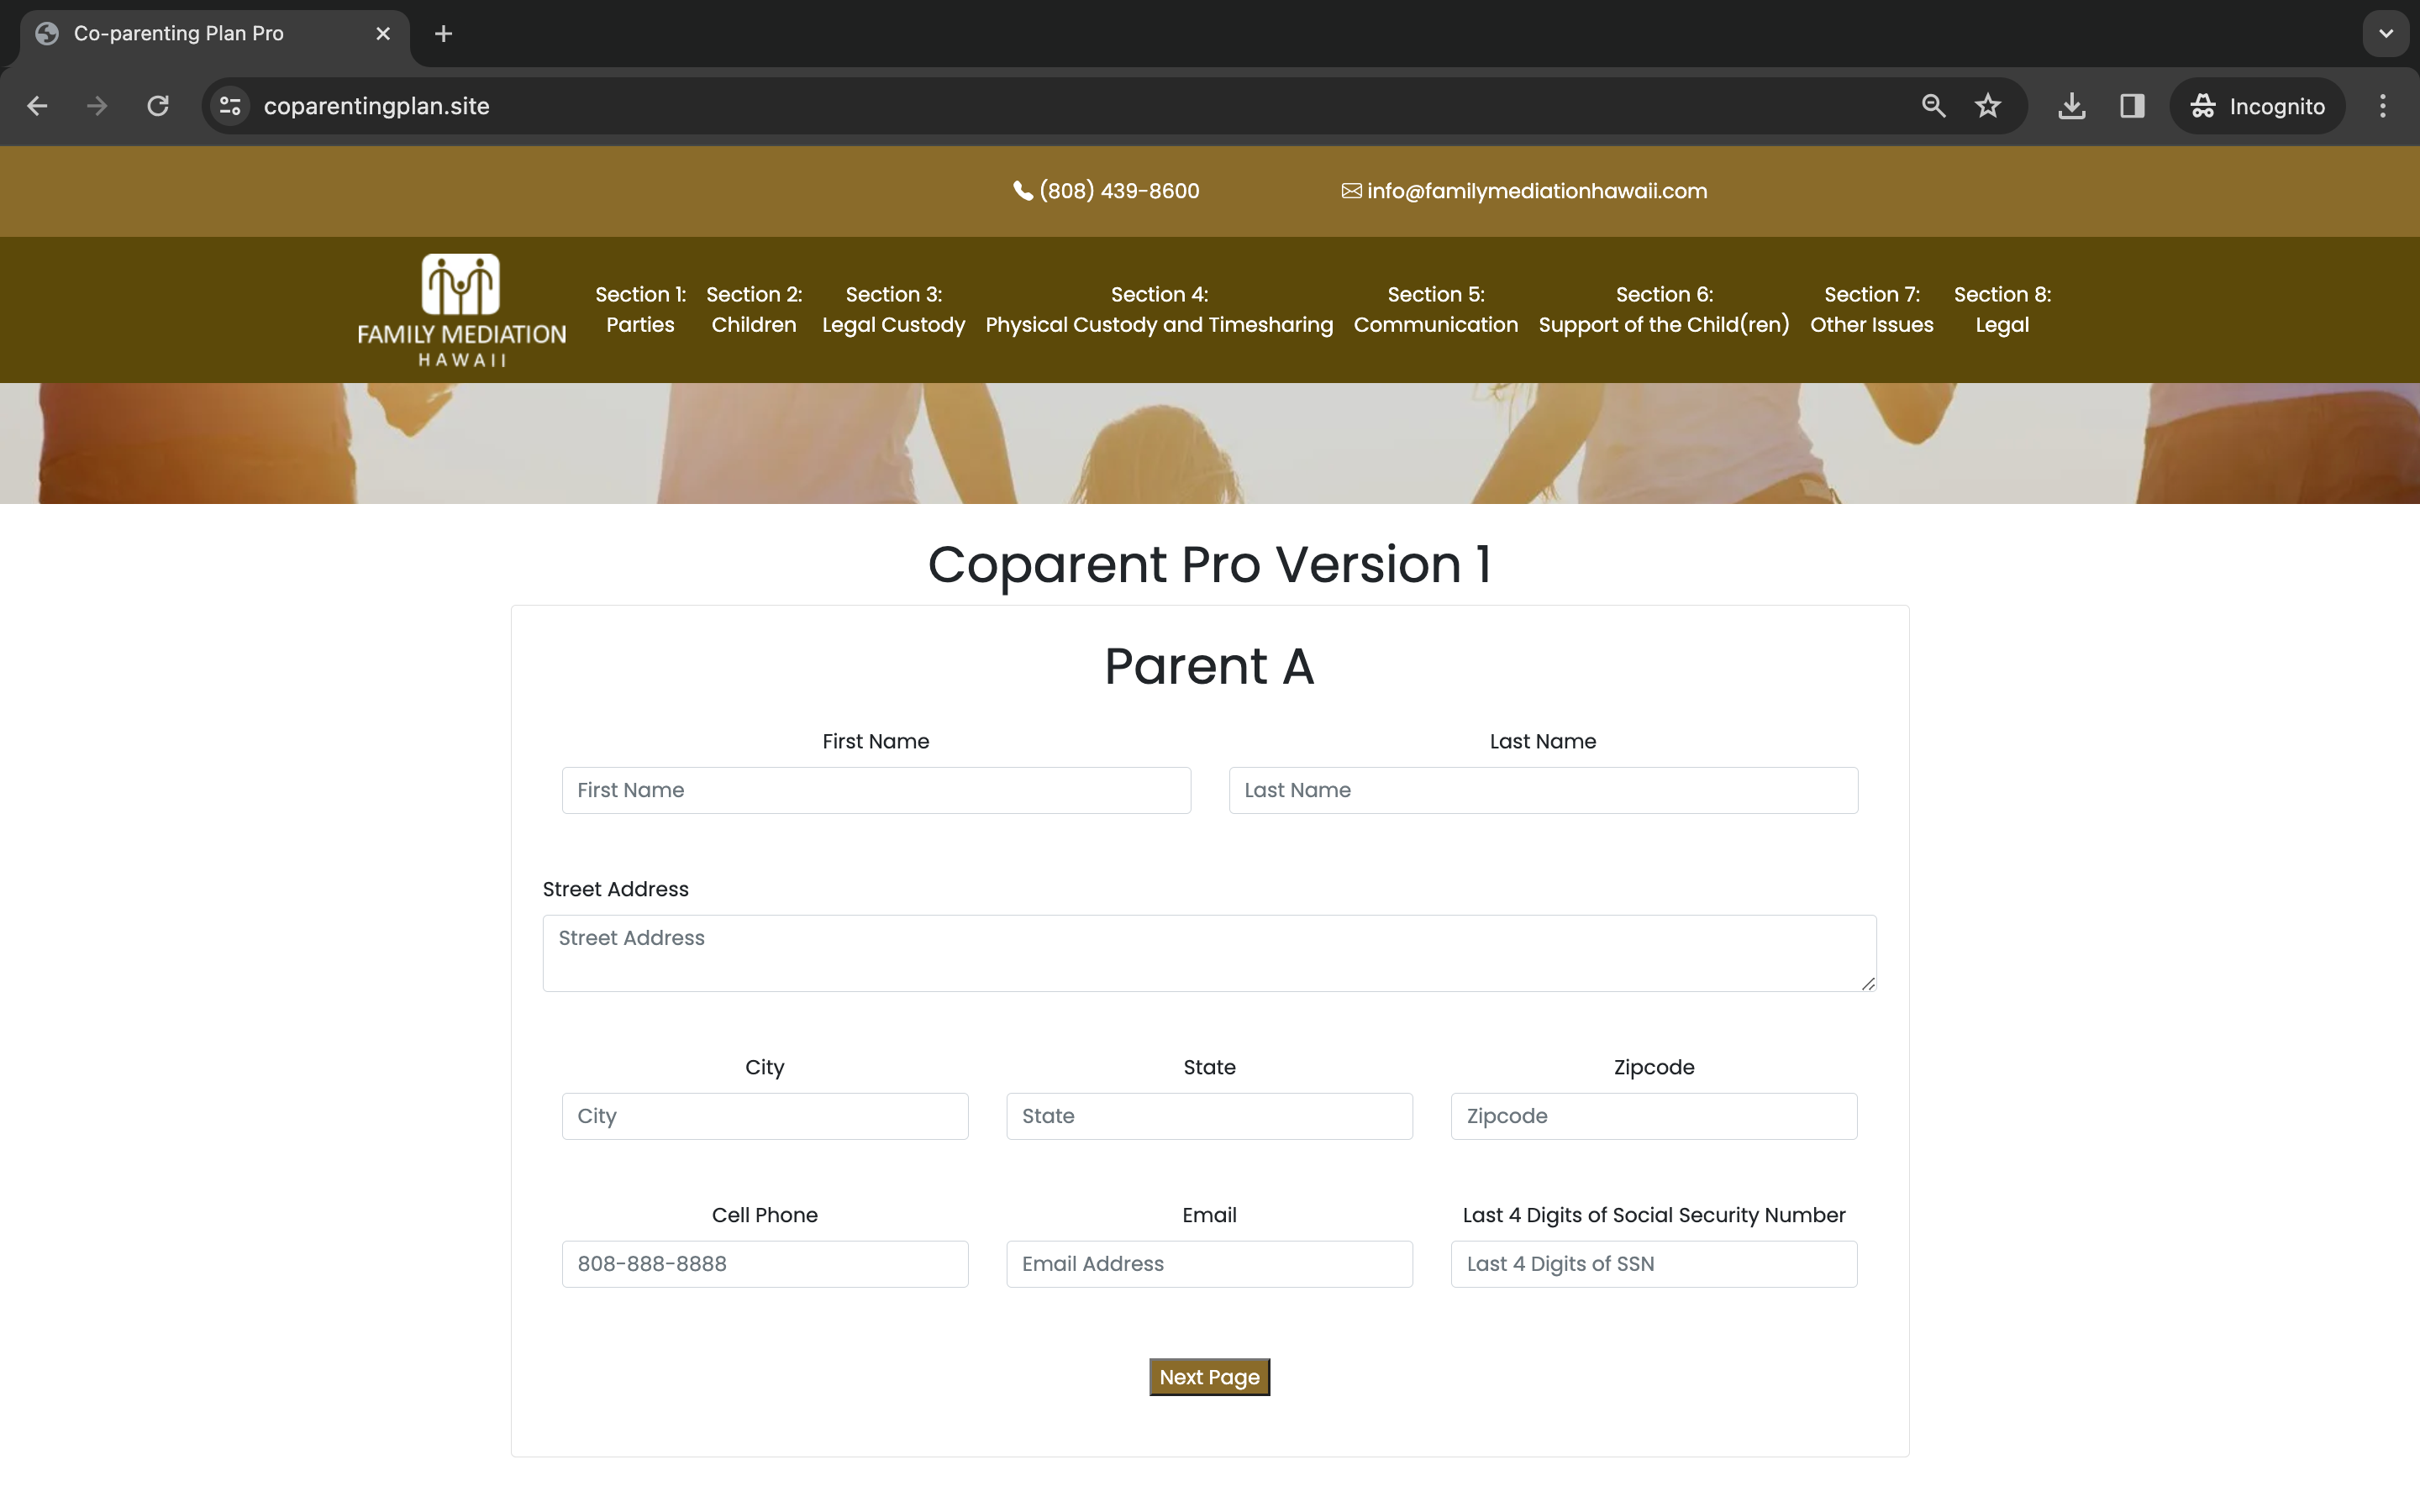 Co-parenting Plan Pro
coparentingplan.site
Incognito
(808) 439-8600
info@familymediationhawaii.com
FAMILY MEDIATION
HAWAII
Section 1:
Parties
Section 2:
Children
Section 3:
Legal Custody
Section 4:
Physical Custody and Timesharing
Section 5:
Communication
Section 6:
Support of the Child(ren)
Section 7:
Other Issues
Section 8:
Legal
Coparent Pro Version 1
Parent A
First Name
Last Name
First Name
Last Name
Street Address
Street Address
City
State
Zipcode
City
State
Zipcode
Cell Phone
Email
Last 4 Digits of Social Security Number
808-888-8888
Email Address
Last 4 Digits of SSN
Next Page